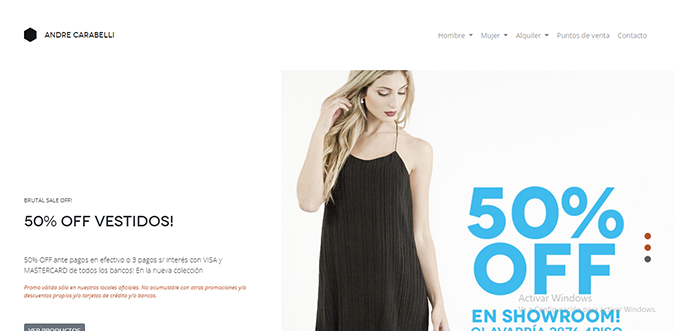 ANDRE CARABELLI
Hombre Mujer Alquiler Puntos de venta Contacto
BRUTAL SALE OFF!
50% OFF VESTIDOS!
50% OFF ante pagos en efectivo o 3 pagos s/ interés con VISA y
MASTERCARD de todos los bancos! En la nueva colección
Promo válida sólo en nuestros locales oficiales. No acumulable con otras promociones y/o
descuentos propios y/o tarjetas de crédito y/o bancos.
VER PRODUCTOS
50%
OFF
Activar Windows
Activar Windows.
EN SHOWROOM!
OLAVARRÍA 2876 4PISO